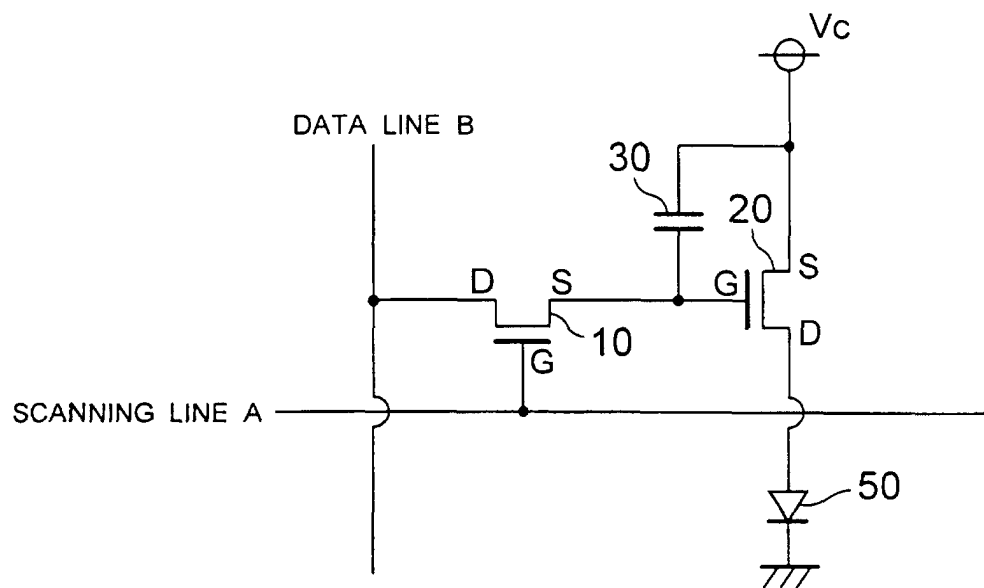 Vc
DATA LINE B
30
20
S
D
S
G
10
G
D
SCANNING LINE A
50